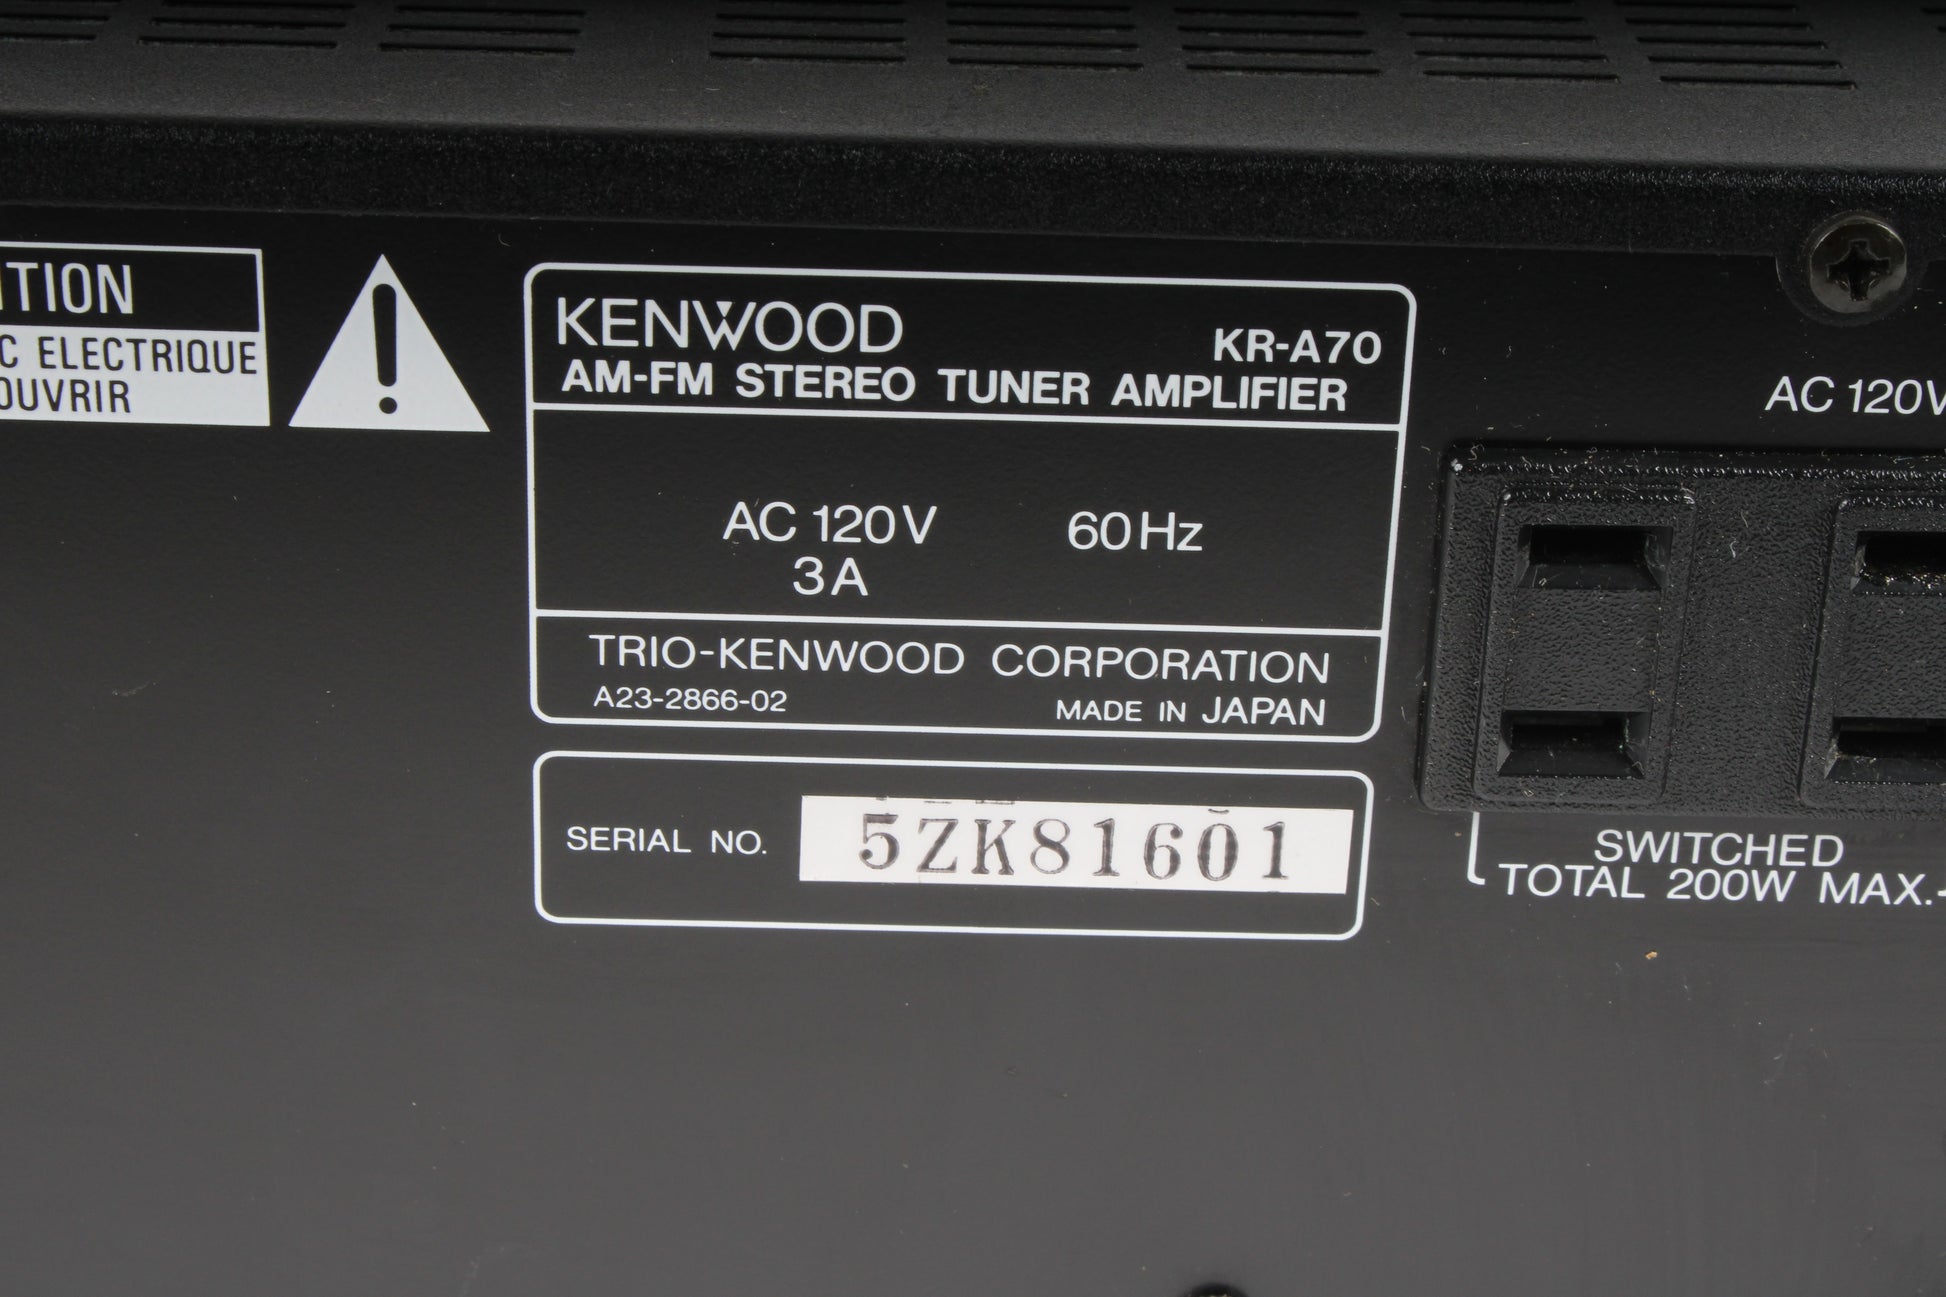 TION
C ELECTRIQUE
OUVRIR
KENWOOD KR-A70
AM-FM STEREO TUNER AMPLIFIER
AC 120V 60Hz
3A
TRIO-KENWOOD CORPORATION
A23-2866-02 MADE IN JAPAN
SERIAL NO. 5ZK81601
AC 120V
SWITCHED
TOTAL 200W MAX.